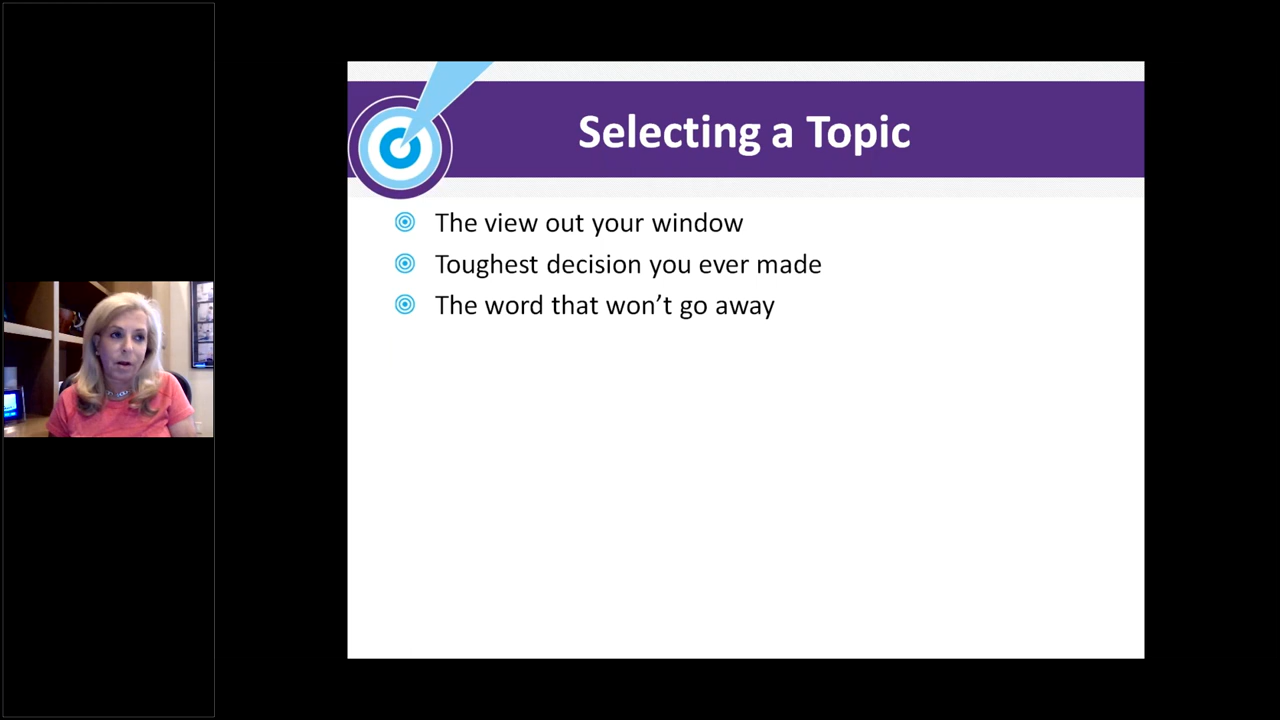 Selecting a Topic
The view out your window
Toughest decision you ever made
The word that won’t go away